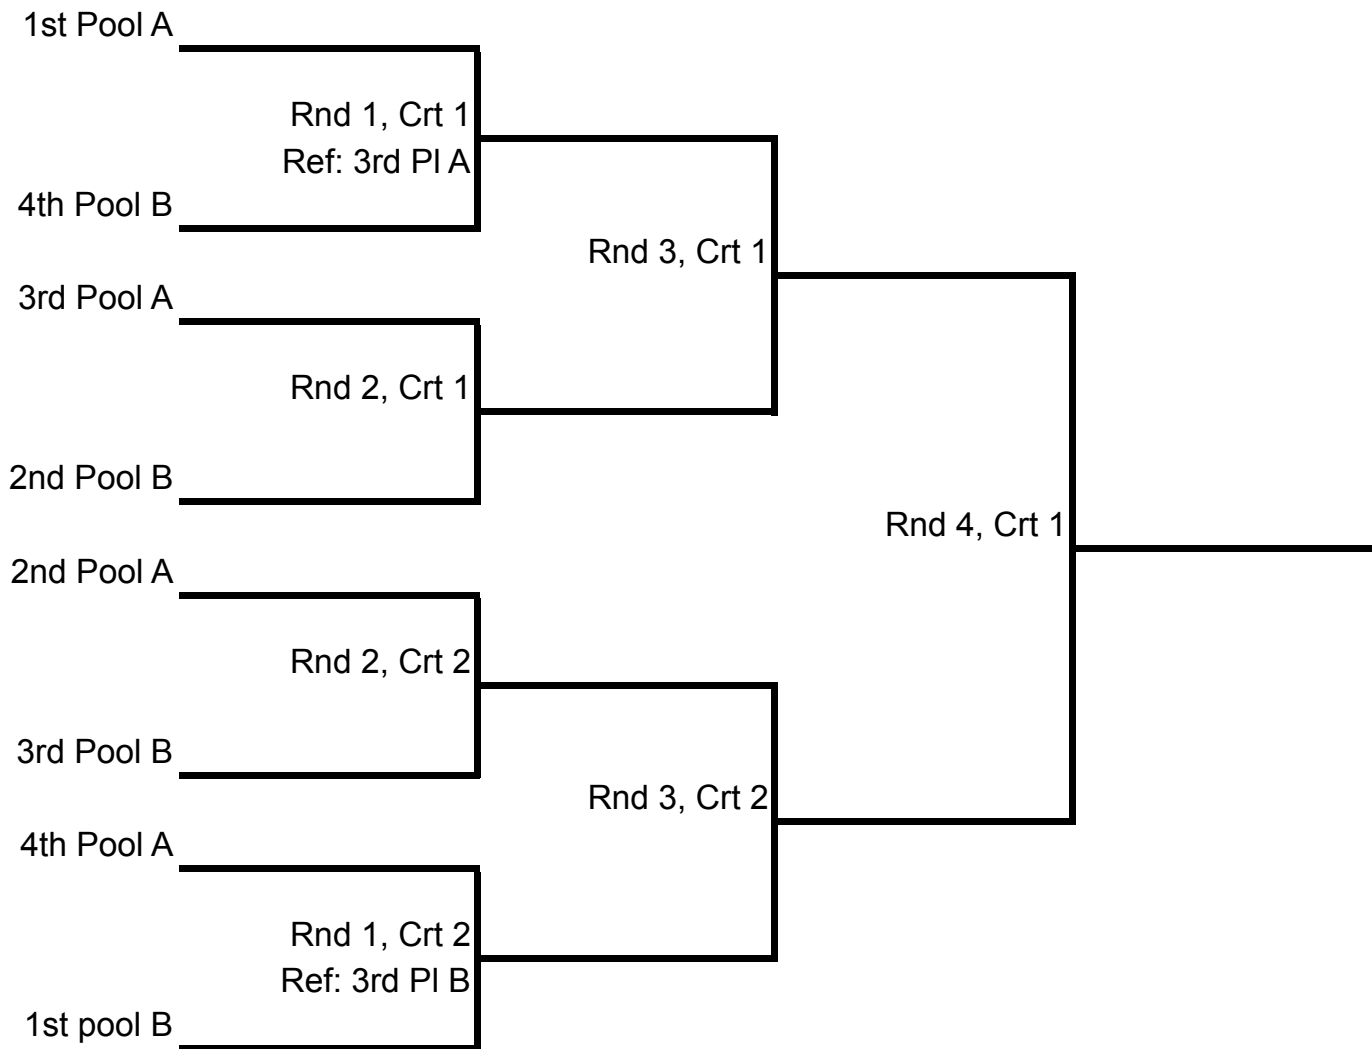 1st Pool A
Rnd 1, Crt 1
Ref: 3rd Pl A
4th Pool B
Rnd 3, Crt 1
3rd Pool A
Rnd 2, Crt 1
2nd Pool B
Rnd 4, Crt 1
2nd Pool A
Rnd 2, Crt 2
3rd Pool B
Rnd 3, Crt 2
4th Pool A
Rnd 1, Crt 2
Ref: 3rd Pl B
1st pool B